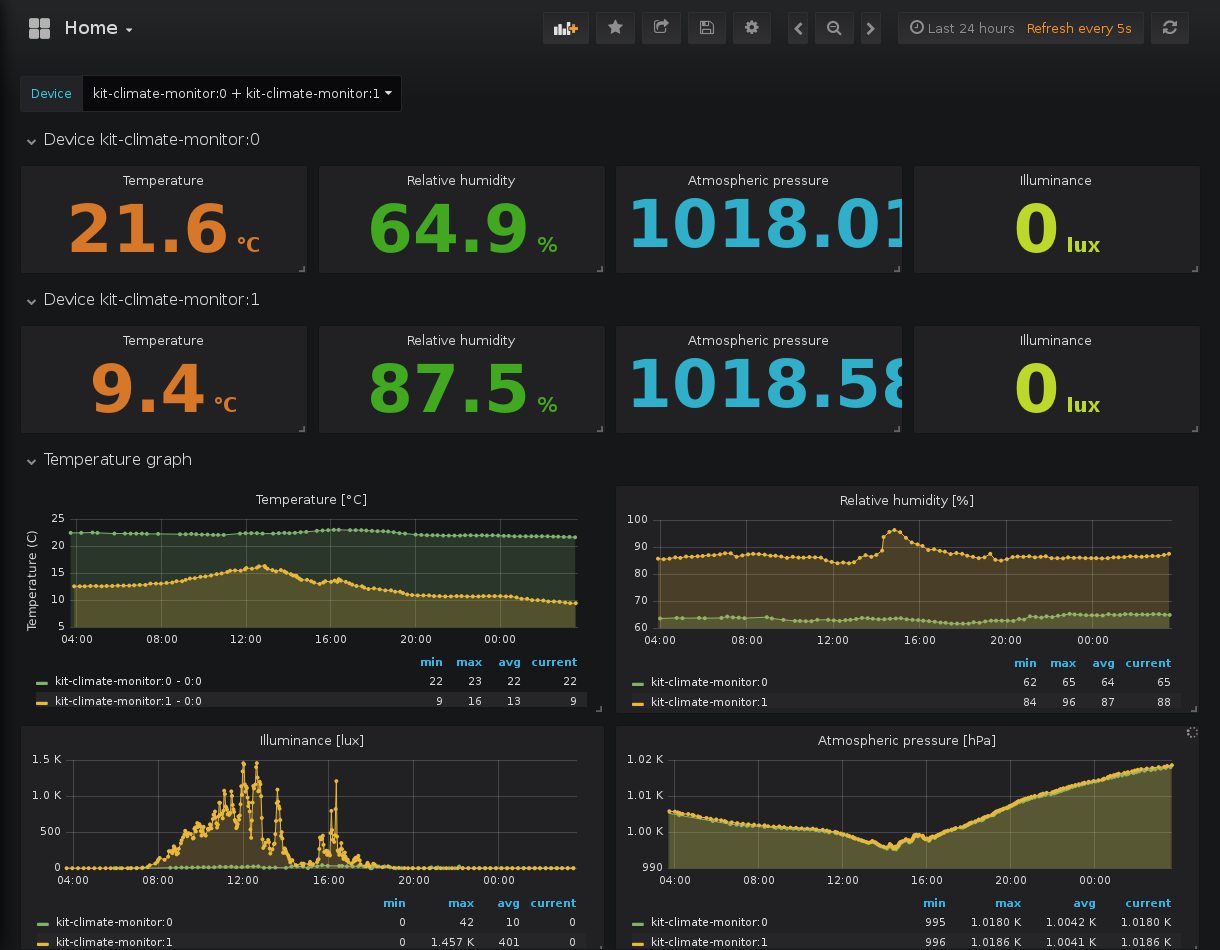 Home
Last 24 hours Refresh every 5s
Device kit-climate-monitor:0 + kit-climate-monitor:1
Device kit-climate-monitor:0
Temperature Relative humidity Atmospheric pressure Illuminance
21.6 °C 64.9 % 1018.01 0 lux
Device kit-climate-monitor:1
Temperature Relative humidity Atmospheric pressure Illuminance
9.4 °C 87.5 % 1018.58 0 lux
Temperature graph
Temperature [°C]
Temperature (C)
25
20
15
10
5
04:00 08:00 12:00 16:00 20:00 00:00
min max avg current
kit-climate-monitor:0 - 0:0 22 23 22 22
kit-climate-monitor:1 - 0:0 9 16 13 9
Relative humidity [%]
100
90
80
70
60
04:00 08:00 12:00 16:00 20:00 00:00
min max avg current
kit-climate-monitor:0 62 65 64 65
kit-climate-monitor:1 84 96 87 88
Illuminance [lux]
1.5 K
1.0 K
500
0
04:00 08:00 12:00 16:00 20:00 00:00
min max avg current
kit-climate-monitor:0 0 42 10 0
kit-climate-monitor:1 0 1.457 K 401 0
Atmospheric pressure [hPa]
1.02 K
1.01 K
1.00 K
990
04:00 08:00 12:00 16:00 20:00 00:00
min max avg current
kit-climate-monitor:0 995 1.0180 K 1.0042 K 1.0180 K
kit-climate-monitor:1 996 1.0186 K 1.0041 K 1.0186 K